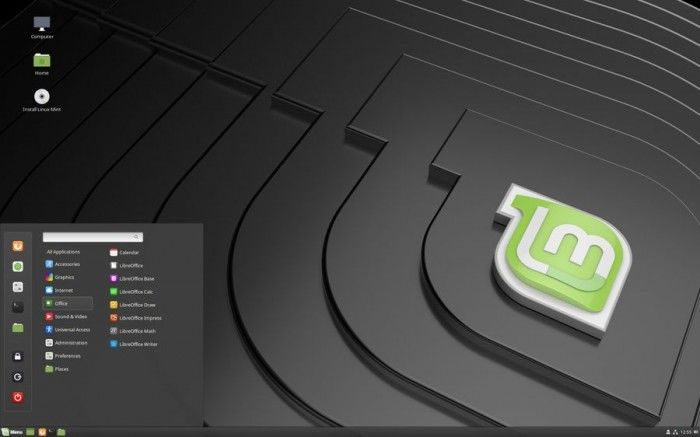 Computer
Home
Install Linux Mint
All Applications
Accessories
Graphics
Internet
Office
Sound & Video
Universal Access
Administration
Preferences
Places
Calendar
LibreOffice
LibreOffice Base
LibreOffice Calc
LibreOffice Draw
LibreOffice Impress
LibreOffice Math
LibreOffice Writer
lm
Menu
12:55